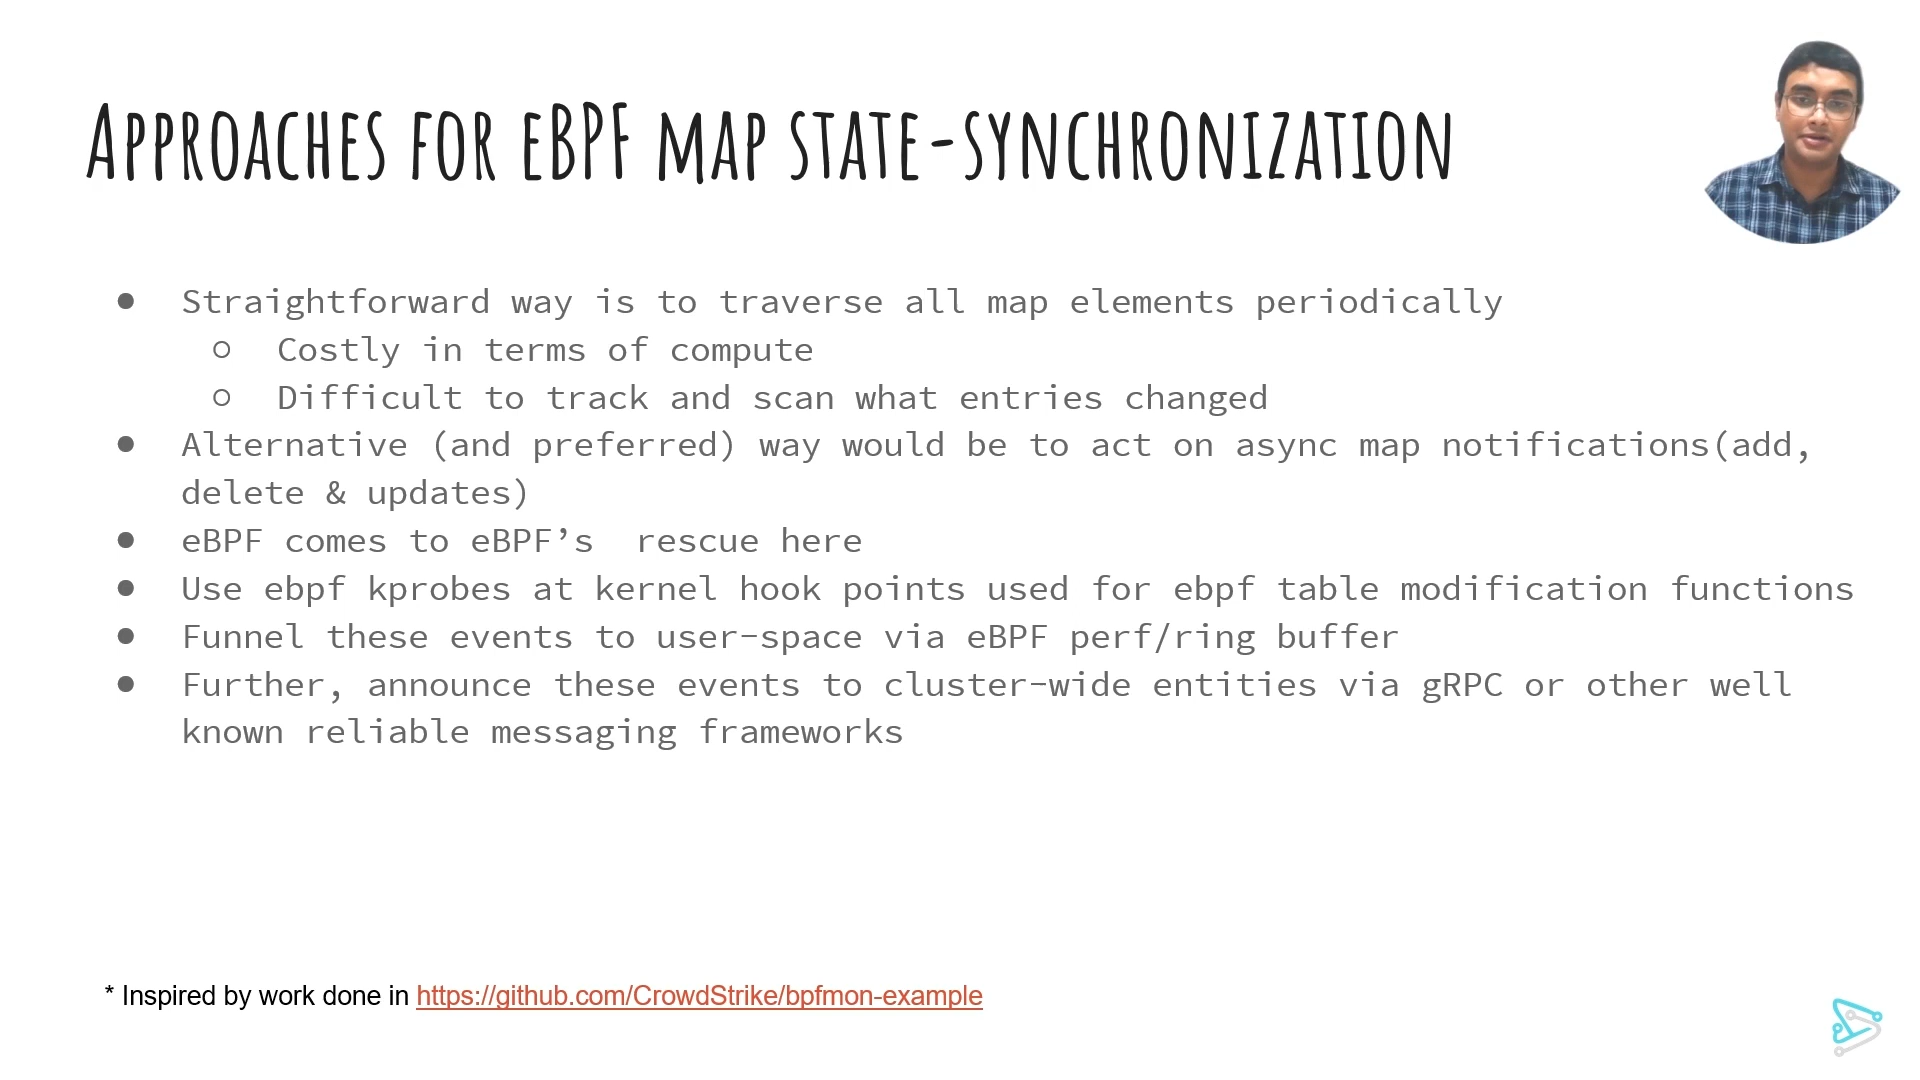 Approaches for eBPF map state-synchronization
● Straightforward way is to traverse all map elements periodically
○ Costly in terms of compute
○ Difficult to track and scan what entries changed
● Alternative (and preferred) way would be to act on async map notifications(add,
delete & updates)
● eBPF comes to eBPF’s  rescue here
● Use ebpf kprobes at kernel hook points used for ebpf table modification functions
● Funnel these events to user-space via eBPF perf/ring buffer
● Further, announce these events to cluster-wide entities via gRPC or other well
known reliable messaging frameworks
* Inspired by work done in https://github.com/CrowdStrike/bpfmon-example